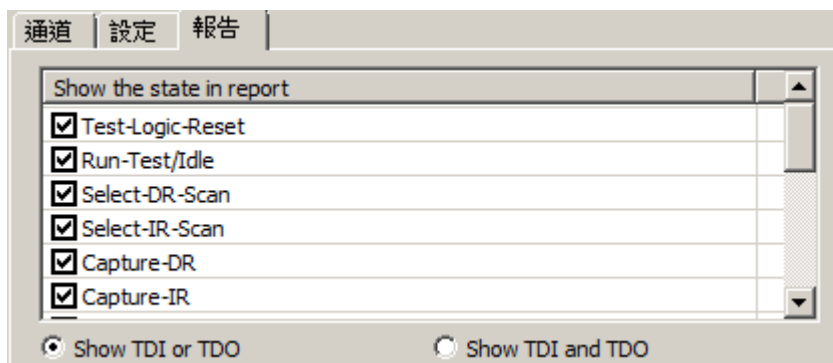 通道 設定 報告
Show the state in report
Test-Logic-Reset
Run-Test/Idle
Select-DR-Scan
Select-IR-Scan
Capture-DR
Capture-IR
Show TDI or TDO Show TDI and TDO